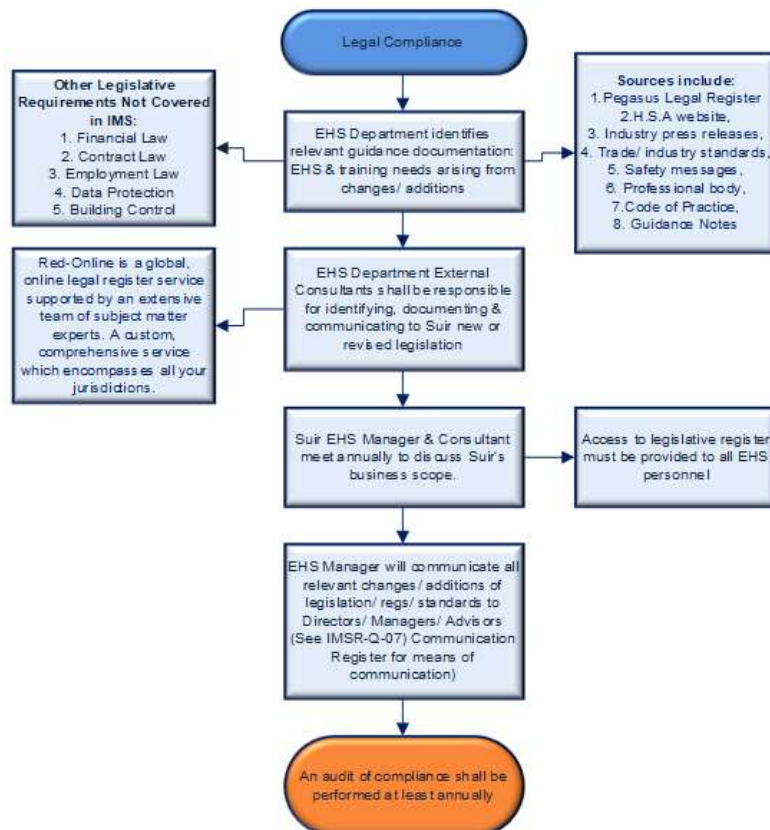 Legal Compliance
Other Legislative
Requirements Not Covered
in IMS:
1. Financial Law
2. Contract Law
3. Employment Law
4. Data Protection
5. Building Control
EHS Department identifies
relevant guidance documentation:
EHS & training needs arising from
changes/ additions
Sources include:
1.Pegasus Legal Register
2.H.S.A website,
3. Industry press releases,
4. Trade/ industry standards,
5. Safety messages,
6. Professional body,
7.Code of Practice,
8. Guidance Notes
Red-Online is a global,
online legal register service
supported by an extensive
team of subject matter
experts. A custom,
comprehensive service
which encompasses all your
jurisdictions.
EHS Department External
Consultants shall be responsible
for identifying, documenting &
communicating to Suir new or
revised legislation
Suir EHS Manager & Consultant
meet annually to discuss Suir's
business scope.
Access to legislative register
must be provided to all EHS
personnel
EHS Manager will communicate all
relevant changes/ additions of
legislation/ regs/ standards to
Directors/ Managers/ Advisors
(See IMSR-Q-07) Communication
Register for means of
communication)
An audit of compliance shall be
performed at least annually